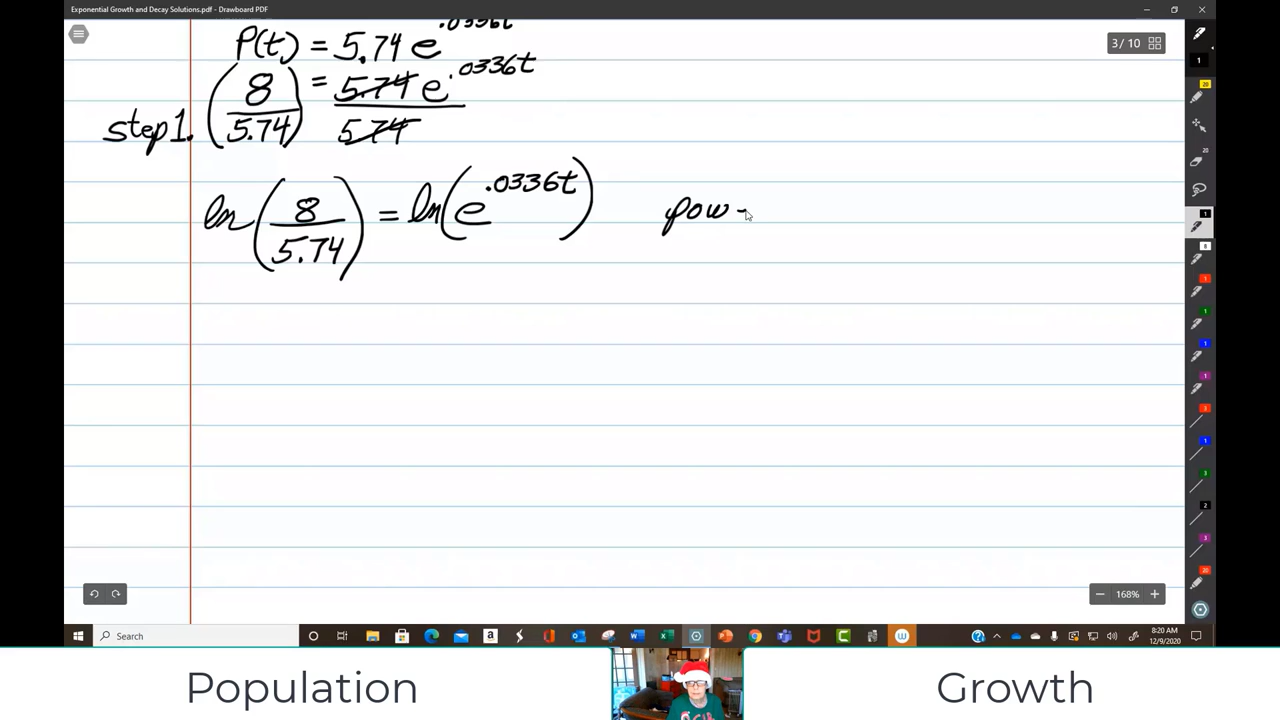 Exponential Growth and Decay Solutions.pdf - Drawboard PDF
P(t) = 5.74 e^.0336t
3 / 10
step 1. (8/5.74) = 5.74 e^.0336t / 5.74
ln(8/5.74) = ln(e^.0336t) pow
168%
Search
8:20 AM
12/9/2020
Population Growth